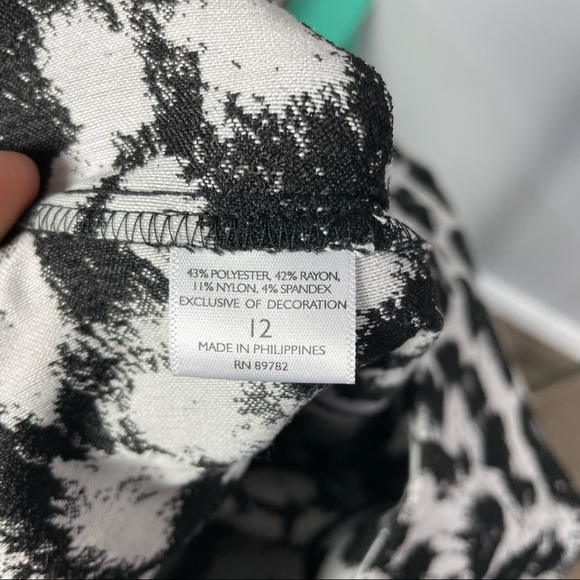 43% POLYESTER, 42% RAYON,
11% NYLON, 4% SPANDEX
EXCLUSIVE OF DECORATION
12
MADE IN PHILIPPINES
RN 89782